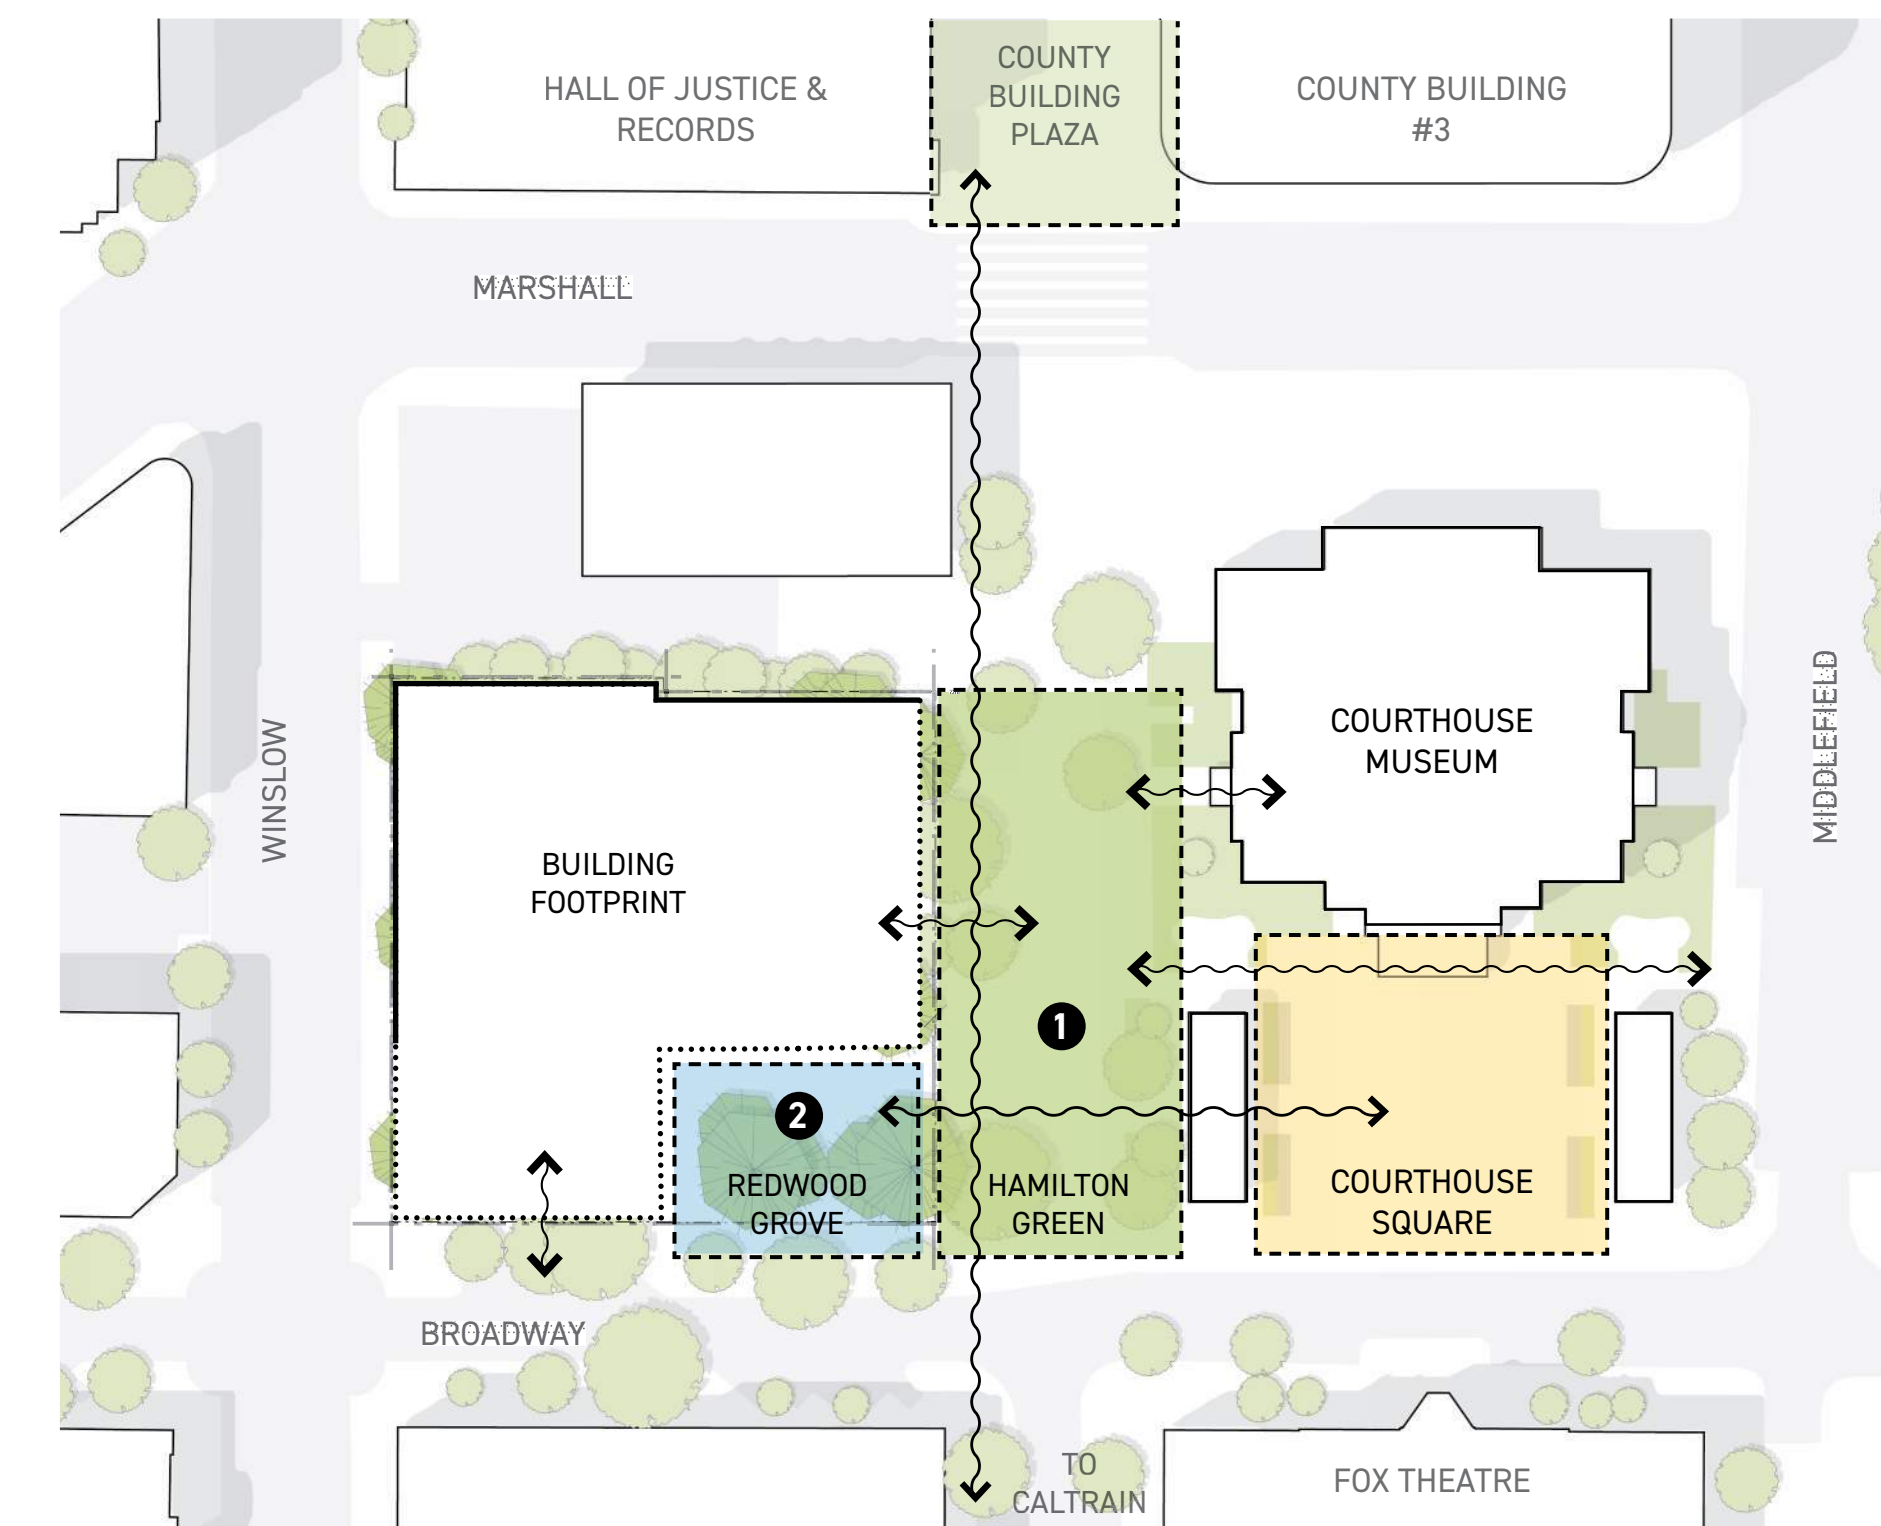 HALL OF JUSTICE &
RECORDS
COUNTY
BUILDING
PLAZA
COUNTY BUILDING
#3
MARSHALL
WINSLOW
MIDDLEFIELD
COURTHOUSE
MUSEUM
BUILDING
FOOTPRINT
1
2
REDWOOD
GROVE
HAMILTON
GREEN
COURTHOUSE
SQUARE
BROADWAY
TO
CALTRAIN
FOX THEATRE